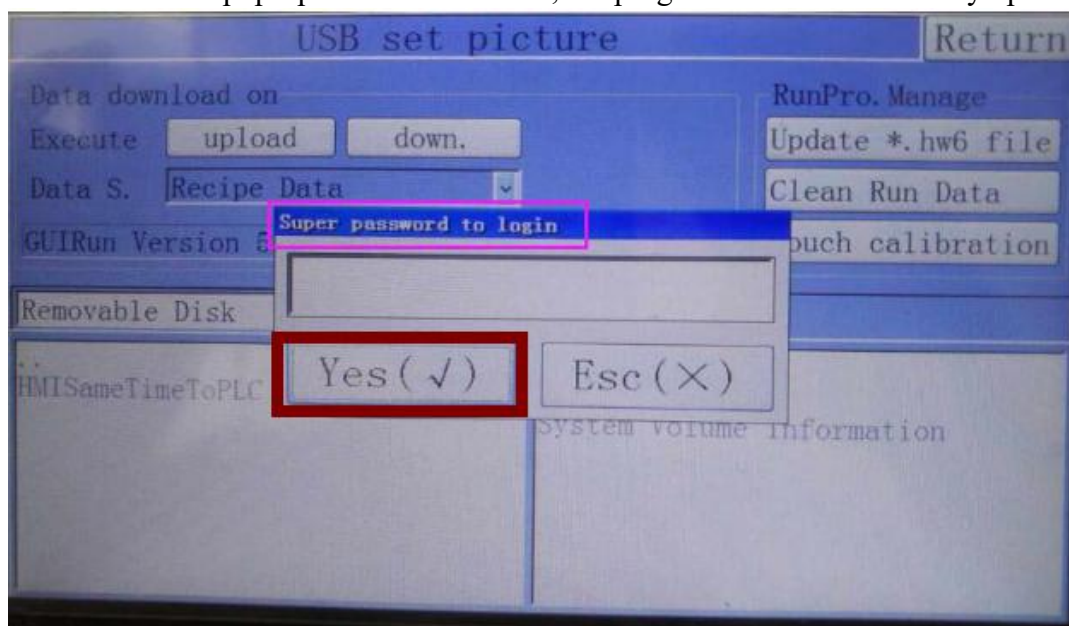 USB set picture Return
Data download on RunPro. Manage
Execute upload down. Update *.hw6 file
Data S. Recipe Data Clean Run Data
Super password to login
GUIRun Version calibration
Removable Disk
Yes(√) Esc(×)
..
HMISameTimeToPLC
System Volume Information